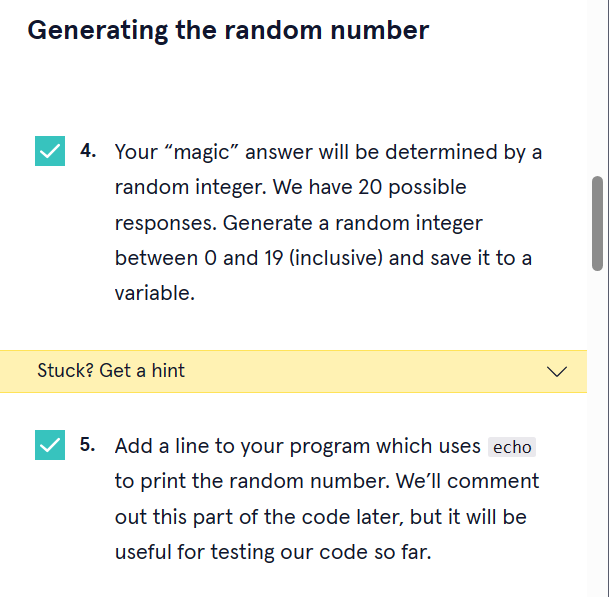 Generating the random number
4. Your “magic” answer will be determined by a
random integer. We have 20 possible
responses. Generate a random integer
between 0 and 19 (inclusive) and save it to a
variable.
Stuck? Get a hint
5. Add a line to your program which uses echo
to print the random number. We’ll comment
out this part of the code later, but it will be
useful for testing our code so far.